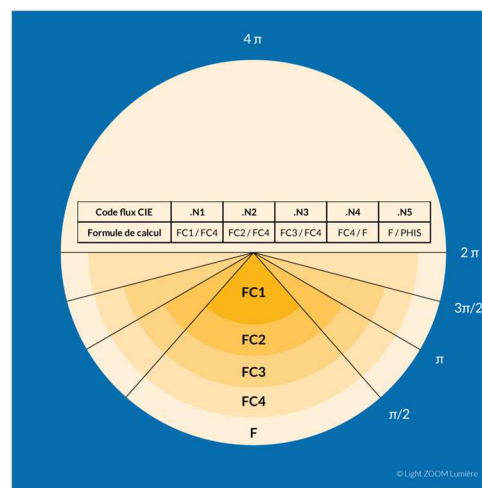 4 π
Code flux CIE .N1 .N2 .N3 .N4 .N5
Formule de calcul FC1 / FC4 FC2 / FC4 FC3 / FC4 FC4 / F F / PHIS
2 π
FC1
3π/2
FC2
π
FC3
FC4
π/2
F
© Light ZOOM Lumière